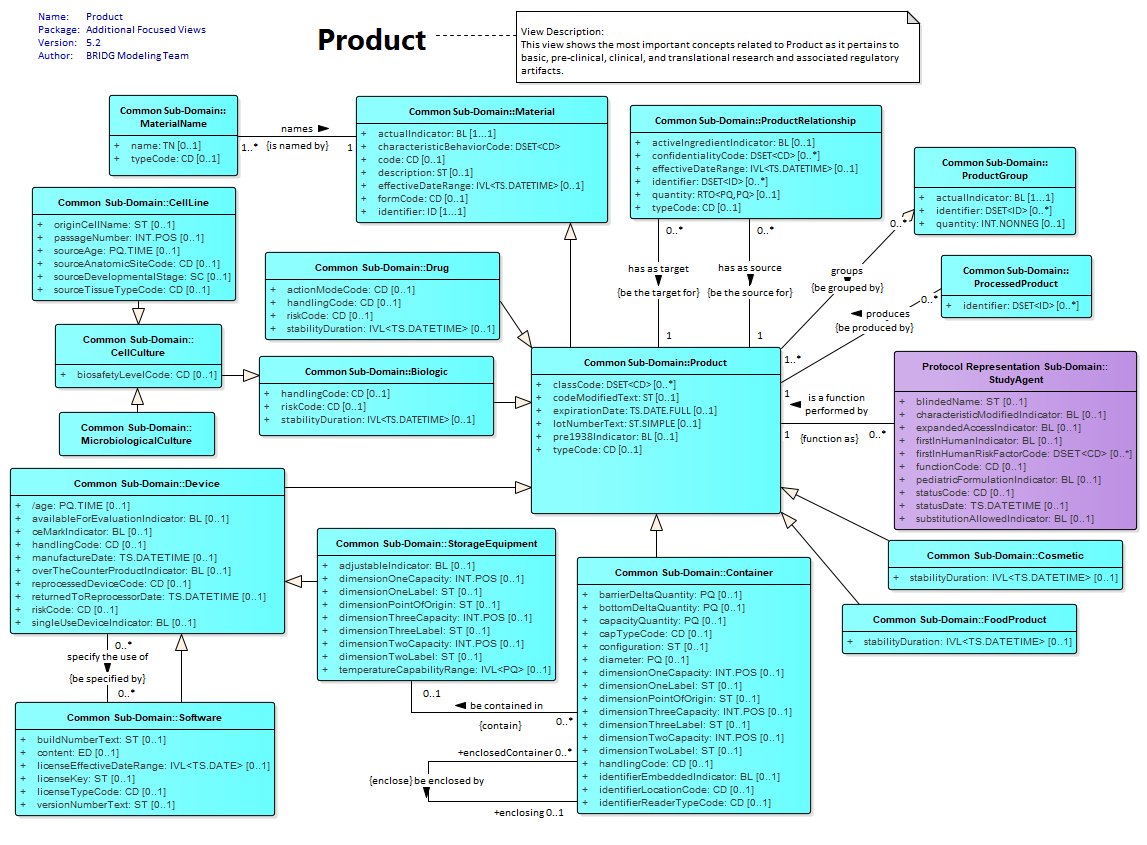 Name: Product
Package: Additional Focused Views
Version: 5.2
Author: BRIDG Modeling Team
Product
View Description:
This view shows the most important concepts related to Product as it pertains to
basic, pre-clinical, clinical, and translational research and associated regulatory
artifacts.
Common Sub-Domain::
MaterialName
+ name: TN [0..1]
+ typeCode: CD [0..1]
names
1..* {is named by} 1
Common Sub-Domain::Material
+ actualIndicator: BL [1...1]
+ characteristicBehaviorCode: DSET<CD>
+ code: CD [0..1]
+ description: ST [0..1]
+ effectiveDateRange: IVL<TS.DATETIME> [0..1]
+ formCode: CD [0..1]
+ identifier: ID [1...1]
Common Sub-Domain::ProductRelationship
+ activeIngredientIndicator: BL [0..1]
+ confidentialityCode: DSET<CD> [0..*]
+ effectiveDateRange: IVL<TS.DATETIME> [0..1]
+ identifier: DSET<ID> [0..*]
+ quantity: RTO<PQ,PQ> [0..1]
+ typeCode: CD [0..1]
Common Sub-Domain::
ProductGroup
+ actualIndicator: BL [1...1]
+ identifier: DSET<ID> [0..*]
+ quantity: INT.NONNEG [0..1]
Common Sub-Domain::CellLine
+ originCellName: ST [0..1]
+ passageNumber: INT.POS [0..1]
+ sourceAge: PQ.TIME [0..1]
+ sourceAnatomicSiteCode: CD [0..1]
+ sourceDevelopmentalStage: SC [0..1]
+ sourceTissueTypeCode: CD [0..1]
Common Sub-Domain::Drug
+ actionModeCode: CD [0..1]
+ handlingCode: CD [0..1]
+ riskCode: CD [0..1]
+ stabilityDuration: IVL<TS.DATETIME> [0..1]
0..*
has as target
{be the target for}
1
0..*
has as source
{be the source for}
1
0..*
groups
{be grouped by}
1..*
Common Sub-Domain::
ProcessedProduct
+ identifier: DSET<ID> [0..*]
0..*
produces
{be produced by}
1
Common Sub-Domain::
CellCulture
+ biosafetyLevelCode: CD [0..1]
Common Sub-Domain::Biologic
+ handlingCode: CD [0..1]
+ riskCode: CD [0..1]
+ stabilityDuration: IVL<TS.DATETIME> [0..1]
Common Sub-Domain::
MicrobiologicalCulture
Common Sub-Domain::Product
+ classCode: DSET<CD> [0..*]
+ codeModifiedText: ST [0..1]
+ expirationDate: TS.DATE.FULL [0..1]
+ lotNumberText: ST.SIMPLE [0..1]
+ pre1938Indicator: BL [0..1]
+ typeCode: CD [0..1]
is a function
performed by
1 {function as} 0..*
Protocol Representation Sub-Domain::
StudyAgent
+ blindedName: ST [0..1]
+ characteristicModifiedIndicator: BL [0..1]
+ expandedAccessIndicator: BL [0..1]
+ firstInHumanIndicator: BL [0..1]
+ firstInHumanRiskFactorCode: DSET<CD> [0..*]
+ functionCode: CD [0..1]
+ pediatricFormulationIndicator: BL [0..1]
+ statusCode: CD [0..1]
+ statusDate: TS.DATETIME [0..1]
+ substitutionAllowedIndicator: BL [0..1]
Common Sub-Domain::Device
+ /age: PQ.TIME [0..1]
+ availableForEvaluationIndicator: BL [0..1]
+ ceMarkIndicator: BL [0..1]
+ handlingCode: CD [0..1]
+ manufactureDate: TS.DATETIME [0..1]
+ overTheCounterProductIndicator: BL [0..1]
+ reprocessedDeviceCode: CD [0..1]
+ returnedToReprocessorDate: TS.DATETIME [0..1]
+ riskCode: CD [0..1]
+ singleUseDeviceIndicator: BL [0..1]
Common Sub-Domain::StorageEquipment
+ adjustableIndicator: BL [0..1]
+ dimensionOneCapacity: INT.POS [0..1]
+ dimensionOneLabel: ST [0..1]
+ dimensionPointOfOrigin: ST [0..1]
+ dimensionThreeCapacity: INT.POS [0..1]
+ dimensionThreeLabel: ST [0..1]
+ dimensionTwoCapacity: INT.POS [0..1]
+ dimensionTwoLabel: ST [0..1]
+ temperatureCapabilityRange: IVL<PQ> [0..1]
Common Sub-Domain::Container
+ barrierDeltaQuantity: PQ [0..1]
+ bottomDeltaQuantity: PQ [0..1]
+ capacityQuantity: PQ [0..1]
+ capTypeCode: CD [0..1]
+ configuration: ST [0..1]
+ diameter: PQ [0..1]
+ dimensionOneCapacity: INT.POS [0..1]
+ dimensionOneLabel: ST [0..1]
+ dimensionPointOfOrigin: ST [0..1]
+ dimensionThreeCapacity: INT.POS [0..1]
+ dimensionThreeLabel: ST [0..1]
+ dimensionTwoCapacity: INT.POS [0..1]
+ dimensionTwoLabel: ST [0..1]
+ handlingCode: CD [0..1]
+ identifierEmbeddedIndicator: BL [0..1]
+ identifierLocationCode: CD [0..1]
+ identifierReaderTypeCode: CD [0..1]
Common Sub-Domain::Cosmetic
+ stabilityDuration: IVL<TS.DATETIME> [0..1]
Common Sub-Domain::FoodProduct
+ stabilityDuration: IVL<TS.DATETIME> [0..1]
0..*
specify the use of
{be specified by}
0..*
Common Sub-Domain::Software
+ buildNumberText: ST [0..1]
+ content: ED [0..1]
+ licenseEffectiveDateRange: IVL<TS.DATE> [0..1]
+ licenseKey: ST [0..1]
+ licenseTypeCode: CD [0..1]
+ versionNumberText: ST [0..1]
0..1
be contained in
{contain} 0..*
+enclosedContainer 0..*
{enclose} be enclosed by
+enclosing 0..1